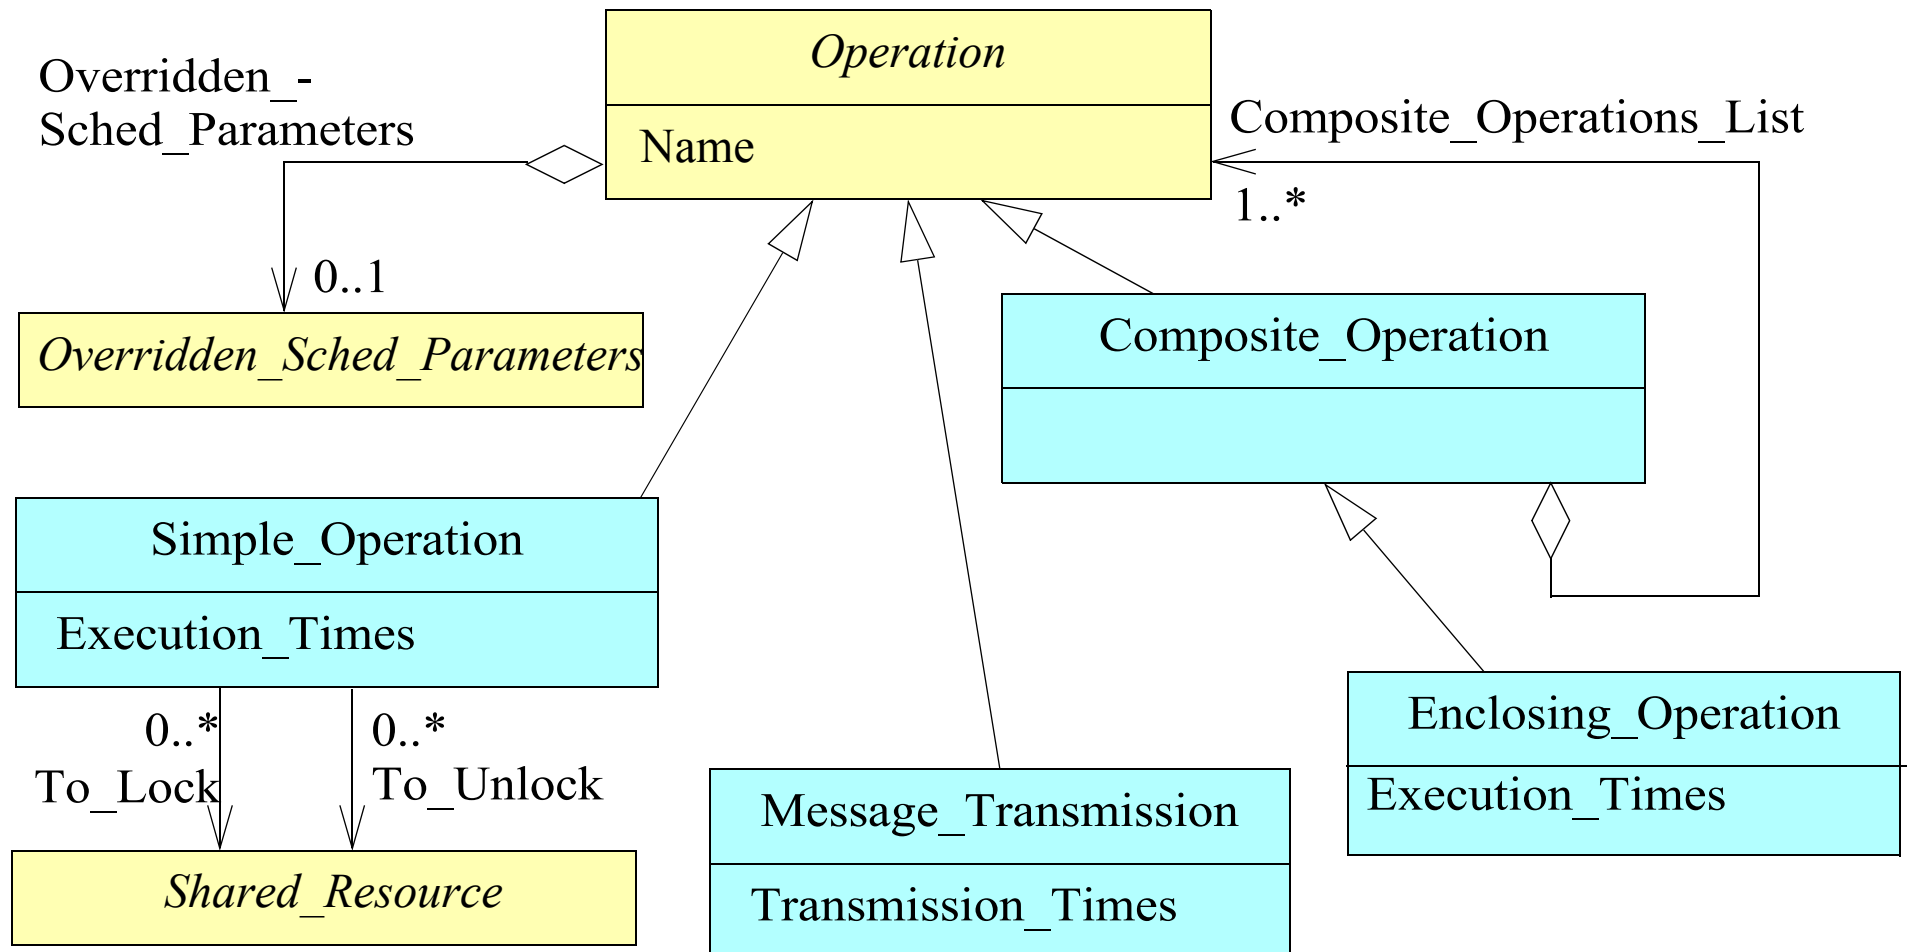 Operation
Name
Overridden_-
Sched_Parameters
0..1
Overridden_Sched_Parameters
Composite_Operations_List
1..*
Composite_Operation
Simple_Operation
Execution_Times
0..*
To_Lock
0..*
To_Unlock
Shared_Resource
Message_Transmission
Transmission_Times
Enclosing_Operation
Execution_Times